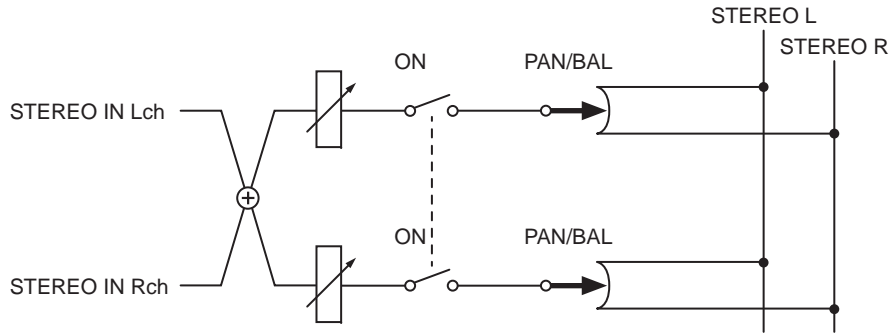 STEREO L
STEREO R
ON
PAN/BAL
STEREO IN Lch
ON
PAN/BAL
STEREO IN Rch